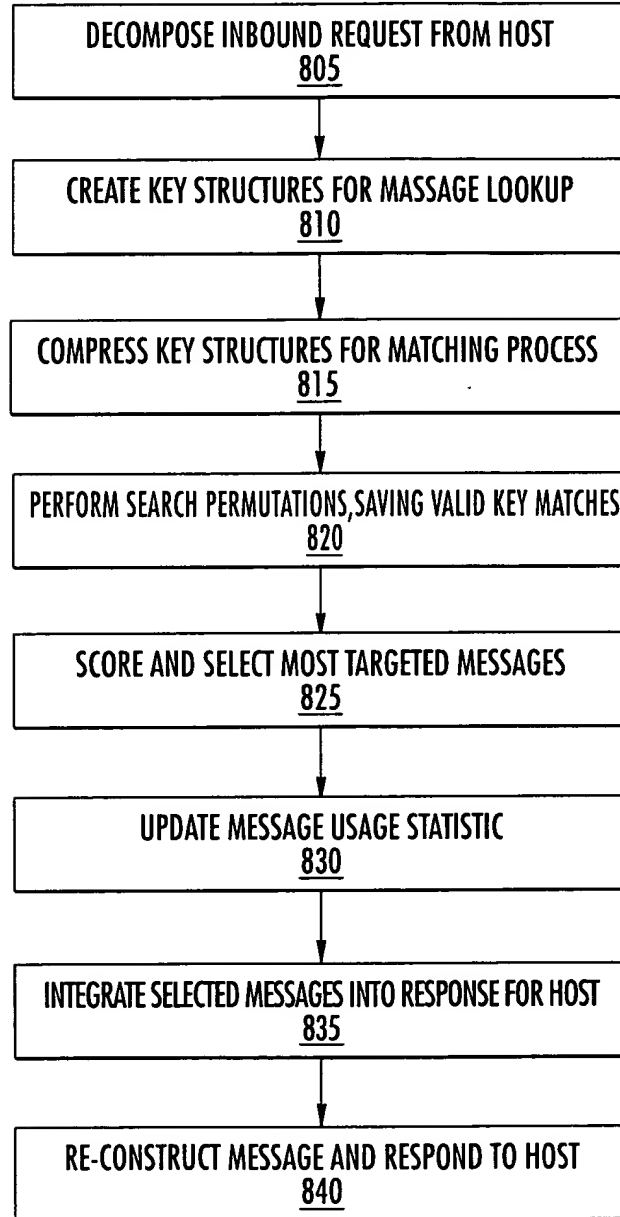 DECOMPOSE INBOUND REQUEST FROM HOST
805
CREATE KEY STRUCTURES FOR MASSAGE LOOKUP
810
COMPRESS KEY STRUCTURES FOR MATCHING PROCESS
815
PERFORM SEARCH PERMUTATIONS,SAVING VALID KEY MATCHES
820
SCORE AND SELECT MOST TARGETED MESSAGES
825
UPDATE MESSAGE USAGE STATISTIC
830
INTEGRATE SELECTED MESSAGES INTO RESPONSE FOR HOST
835
RE-CONSTRUCT MESSAGE AND RESPOND TO HOST
840